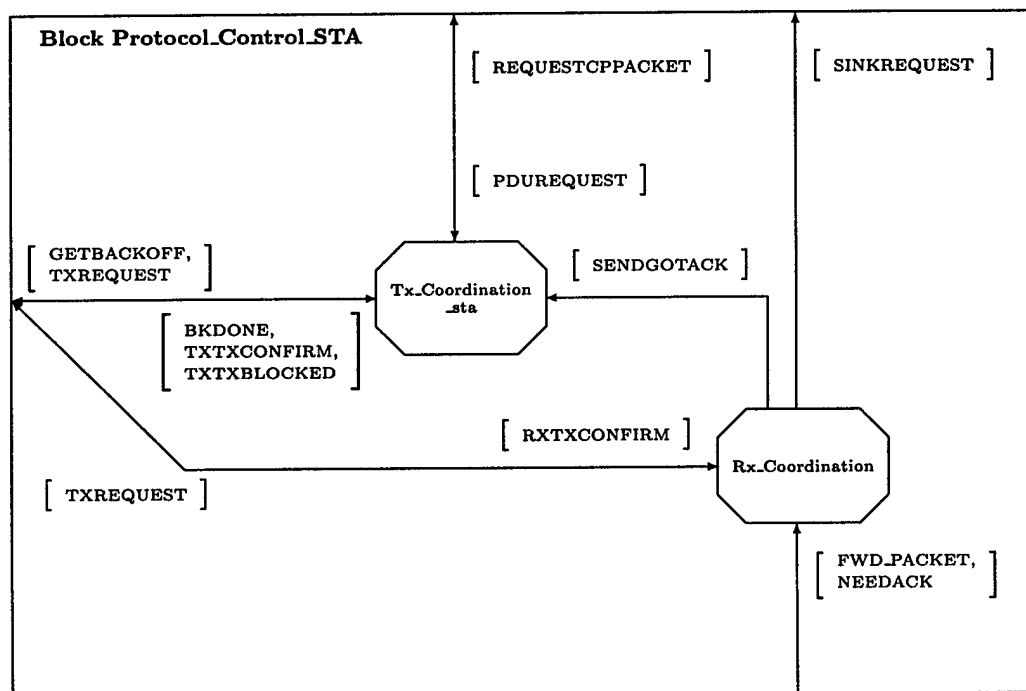 Block Protocol_Control_STA
[ REQUESTCPPACKET ]
[ SINKREQUEST ]
[ PDUREQUEST ]
[ GETBACKOFF,
TXREQUEST ]
[ SENDGOTACK ]
Tx_Coordination
_sta
[ BKDONE,
TXTXCONFIRM,
TXTXBLOCKED ]
[ RXTXCONFIRM ]
Rx_Coordination
[ TXREQUEST ]
[ FWD_PACKET,
NEEDACK ]